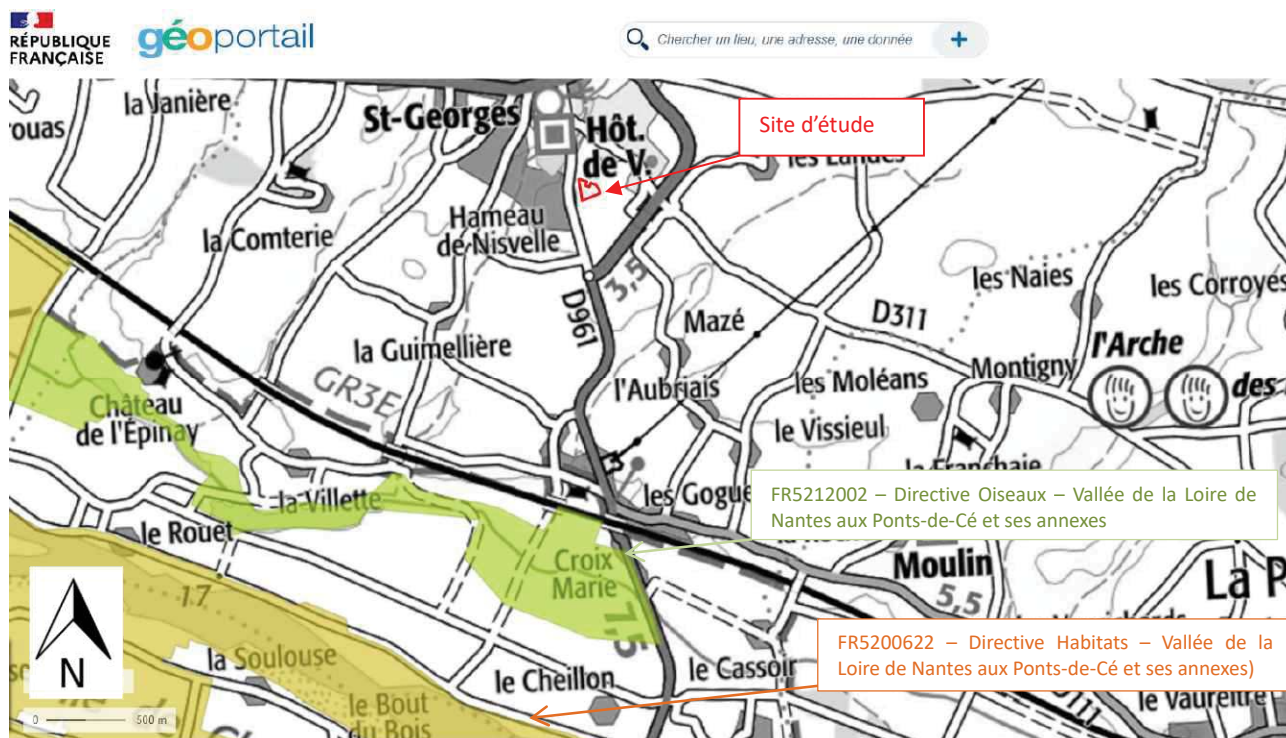 RÉPUBLIQUE
FRANÇAISE
géoportail
Chercher un lieu, une adresse, une donnée
+
la Janière
St-Georges
Hôt.
de V.
Site d'étude
les Landes
rouas
la Comterie
Hameau
de Nisvelle
3,5
D961
les Naies
les Corroyes
Mazé
D311
la Guimellière
GR3E
l'Aubriais
les Moléans
Montigny
l'Arche
des
Château
de l'Épinay
le Vissieul
la Franchaie
la Villette
les Gogue
FR5212002 – Directive Oiseaux – Vallée de la Loire de
Nantes aux Ponts-de-Cé et ses annexes
le Rouet
Croix
Marie
Moulin
La P
17
1,5
5,5
N
la Soulouse
le Cheillon
le Cassoir
FR5200622 – Directive Habitats – Vallée de la
Loire de Nantes aux Ponts-de-Cé et ses annexes)
le Bout
du Bois
D111
le Vaureître
0
500 m